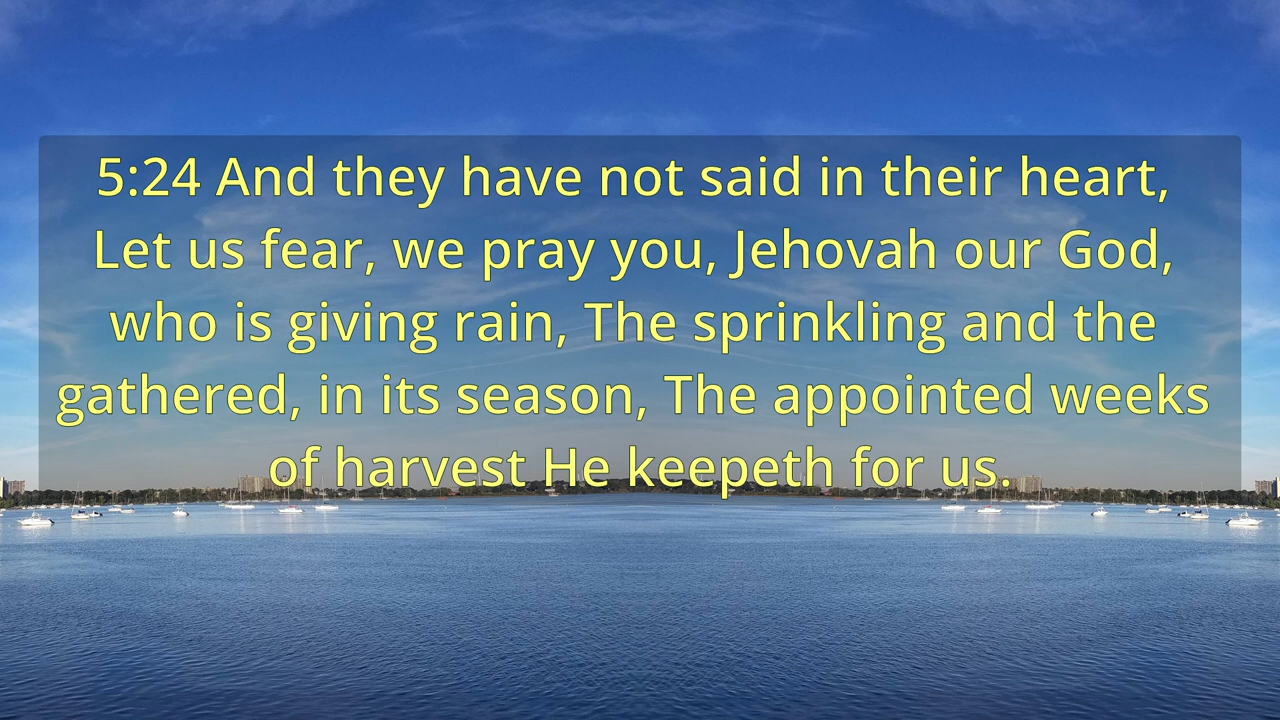 5:24 And they have not said in their heart,
Let us fear, we pray you, Jehovah our God,
who is giving rain, The sprinkling and the
gathered, in its season, The appointed weeks
of harvest He keepeth for us.